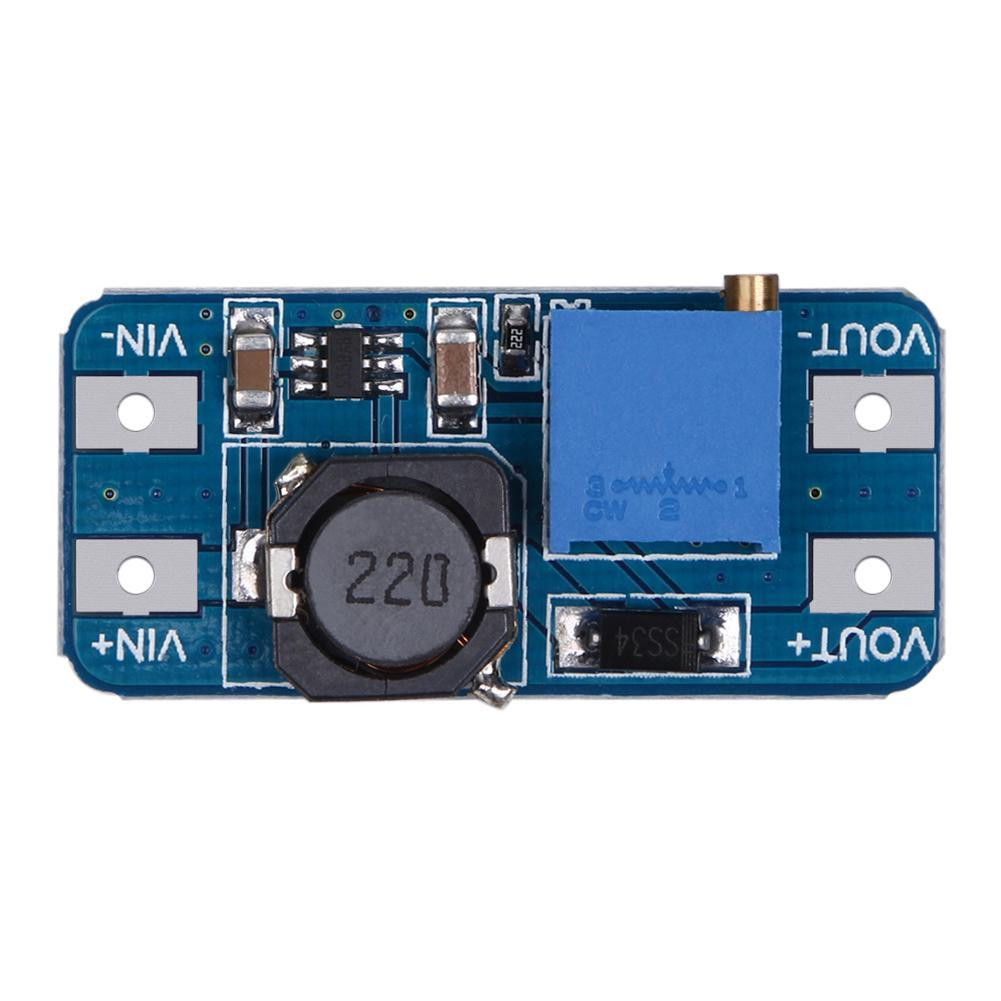 VIN-
VOUT-
222
3 1
CW 2
220
VIN+
SS34
VOUT+